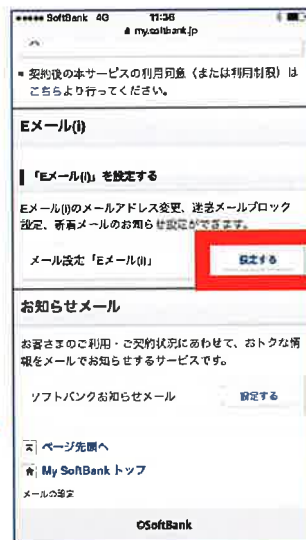 SoftBank 4G 11:36
my.softbank.jp
契約後の本サービスの利用同意（または利用制限）は
こちらより行ってください。
Eメール(i)
「Eメール(i)」を設定する
Eメール(i)のメールアドレス変更、迷惑メールブロック
設定、新着メールのお知らせ設定ができます。
メール設定「Eメール(i)」 設定する
お知らせメール
お客さまのご利用・ご契約状況にあわせて、おトクな情
報をメールでお知らせするサービスです。
ソフトバンクお知らせメール 設定する
ページ先頭へ
My SoftBank トップ
メールの設定
©SoftBank